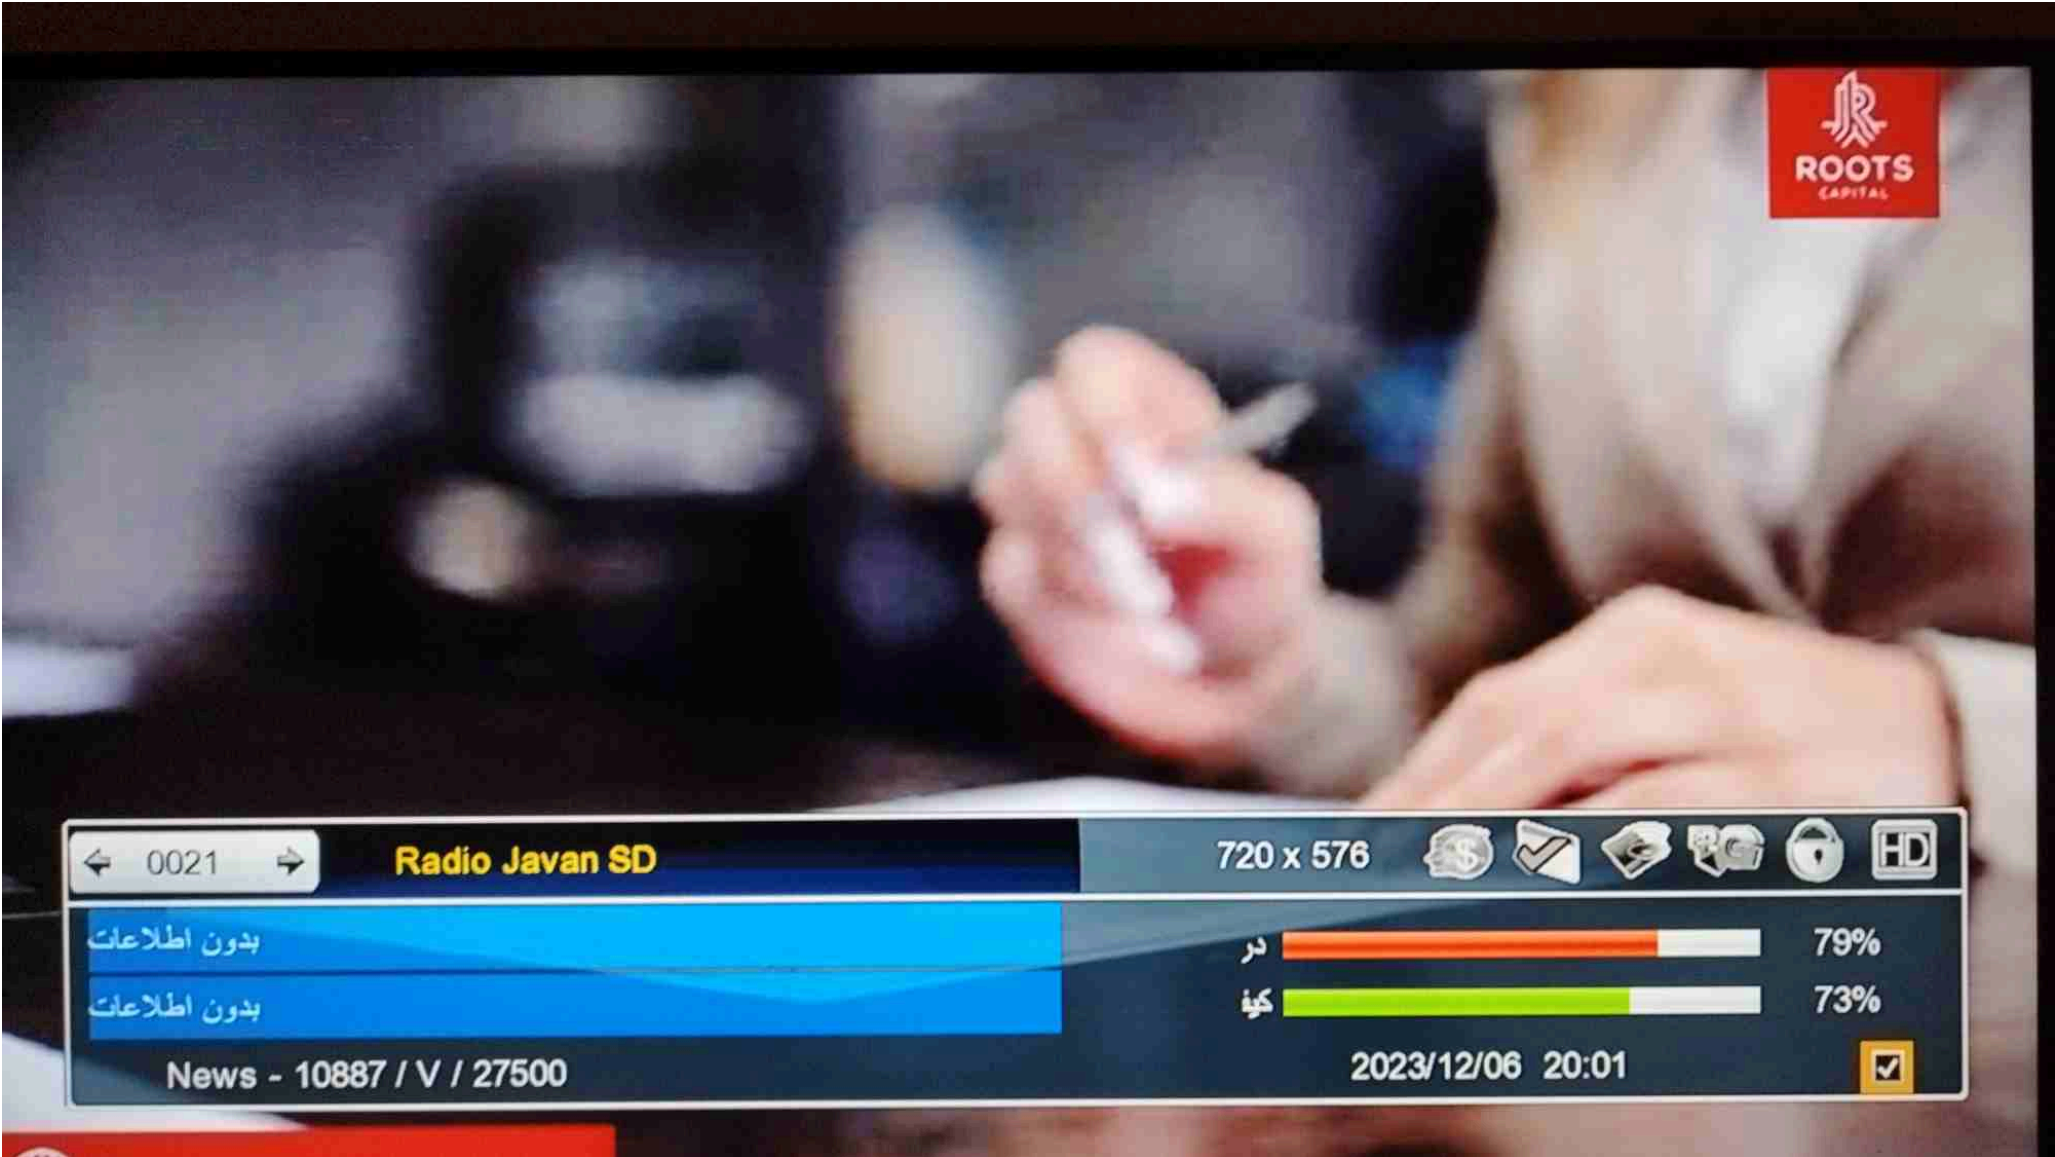 ROOTS
CAPITAL
0021
Radio Javan SD
720 x 576
HD
بدون اطلاعات
در
79%
بدون اطلاعات
کیف
73%
News - 10887 / V / 27500
2023/12/06 20:01